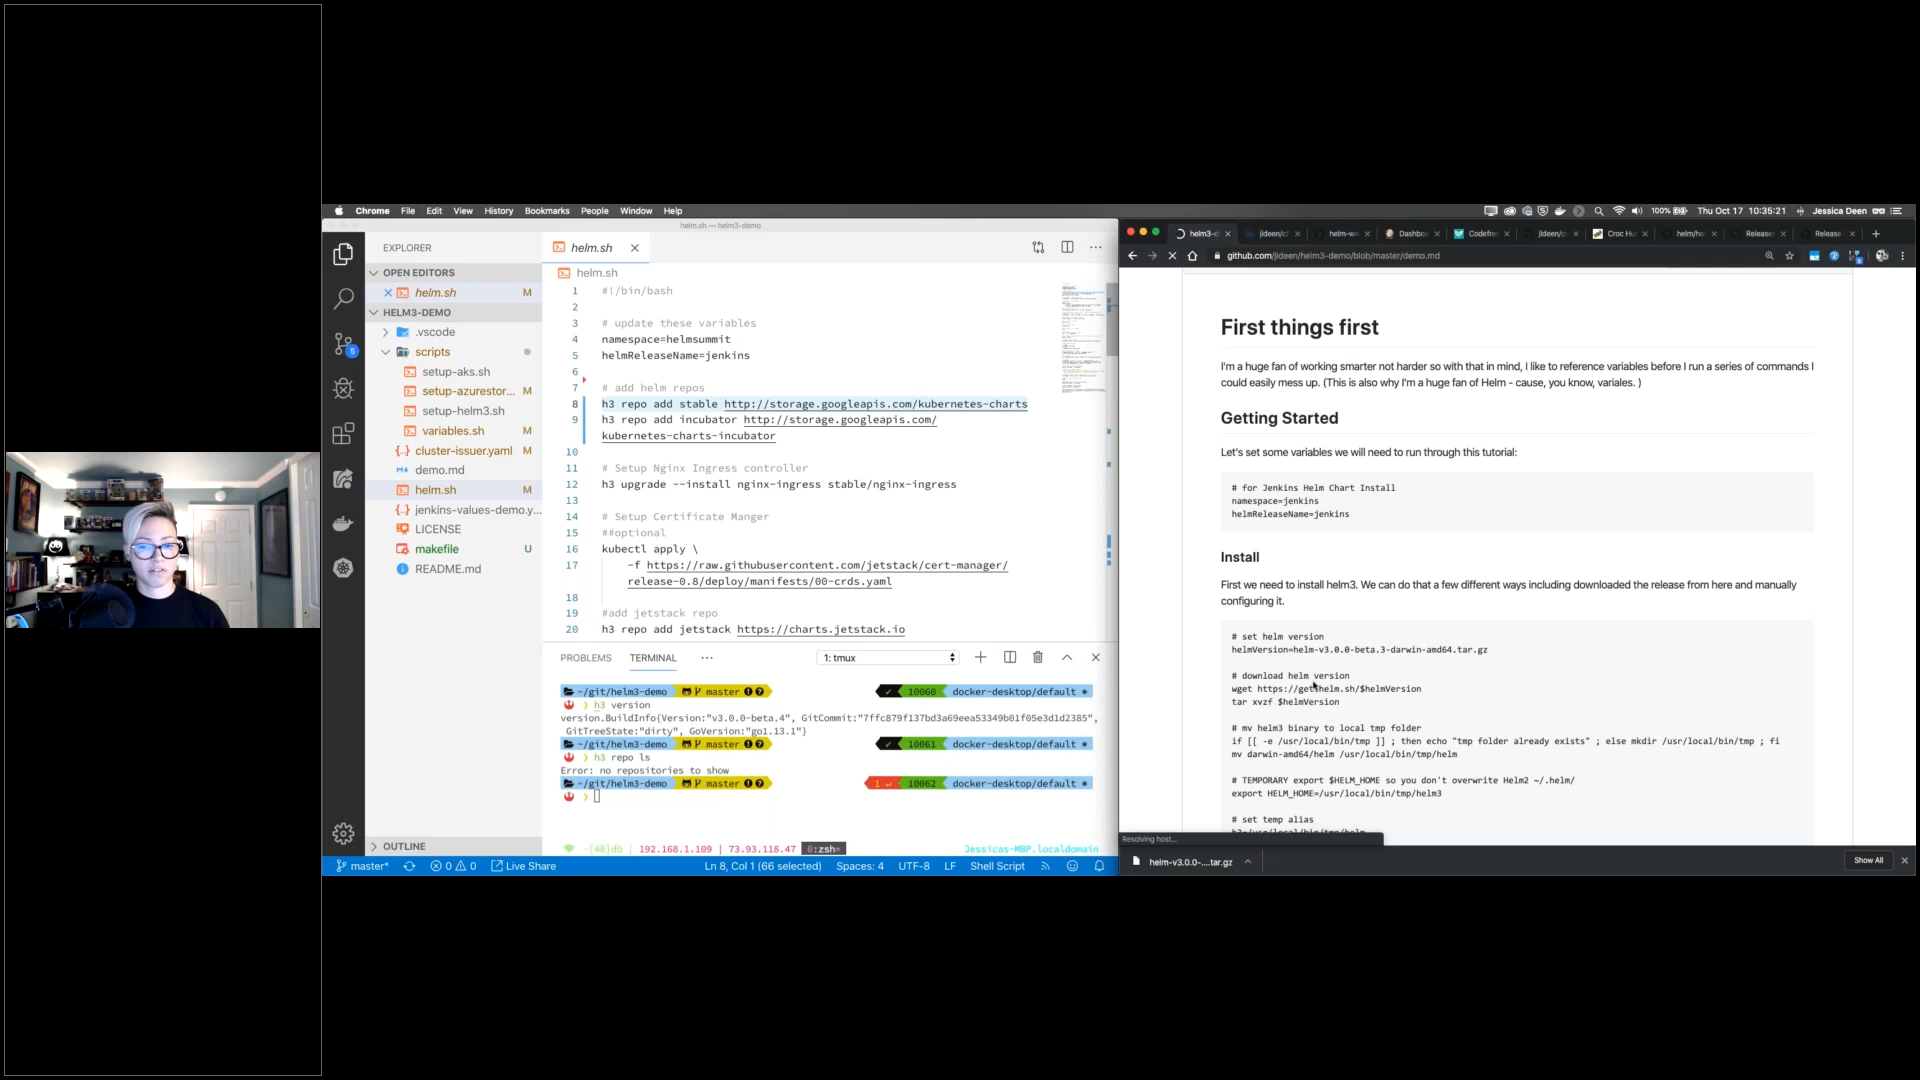 Chrome File Edit View History Bookmarks People Window Help
100% Thu Oct 17 10:35:21 Jessica Deen
helm.sh — helm3-demo
EXPLORER
OPEN EDITORS
helm.sh M
HELM3-DEMO
.vscode
scripts
setup-aks.sh
setup-azurestor... M
setup-helm3.sh
variables.sh M
cluster-issuer.yaml M
demo.md
helm.sh M
jenkins-values-demo.y...
LICENSE
makefile U
README.md
OUTLINE
5
helm.sh
helm.sh
1 #!/bin/bash
2
3 # update these variables
4 namespace=helmsummit
5 helmReleaseName=jenkins
6
7 # add helm repos
8 h3 repo add stable http://storage.googleapis.com/kubernetes-charts
9 h3 repo add incubator http://storage.googleapis.com/
kubernetes-charts-incubator
10
11 # Setup Nginx Ingress controller
12 h3 upgrade --install nginx-ingress stable/nginx-ingress
13
14 # Setup Certificate Manger
15 ##optional
16 kubectl apply \
17 -f https://raw.githubusercontent.com/jetstack/cert-manager/
release-0.8/deploy/manifests/00-crds.yaml
18
19 #add jetstack repo
20 h3 repo add jetstack https://charts.jetstack.io
PROBLEMS TERMINAL ... 1: tmux
~/git/helm3-demo master 10060 docker-desktop/default
h3 version
version.BuildInfo{Version:"v3.0.0-beta.4", GitCommit:"7ffc879f137bd3a69eea53349b01f05e3d1d2385",
GitTreeState:"dirty", GoVersion:"go1.13.1"}
~/git/helm3-demo master 10061 docker-desktop/default
h3 repo ls
Error: no repositories to show
~/git/helm3-demo master 1 10062 docker-desktop/default
192.168.1.109 | 73.93.118.47 0:zsh* Jessicas-MBP.localdomain
master* 0 0 Live Share Ln 8, Col 1 (66 selected) Spaces: 4 UTF-8 LF Shell Script
helm3-d jldeen/c helm-w Dashbo Codefre jldeen/c Croc Hu helm/h Release Release
github.com/jldeen/helm3-demo/blob/master/demo.md
First things first
I'm a huge fan of working smarter not harder so with that in mind, I like to reference variables before I run a series of commands I
could easily mess up. (This is also why I'm a huge fan of Helm - cause, you know, variales. )
Getting Started
Let's set some variables we will need to run through this tutorial:
# for Jenkins Helm Chart Install
namespace=jenkins
helmReleaseName=jenkins
Install
First we need to install helm3. We can do that a few different ways including downloaded the release from here and manually
configuring it.
# set helm version
helmVersion=helm-v3.0.0-beta.3-darwin-amd64.tar.gz
# download helm version
wget https://get.helm.sh/$helmVersion
tar xvzf $helmVersion
# mv helm3 binary to local tmp folder
if [[ -e /usr/local/bin/tmp ]] ; then echo "tmp folder already exists" ; else mkdir /usr/local/bin/tmp ; fi
mv darwin-amd64/helm /usr/local/bin/tmp/helm
# TEMPORARY export $HELM_HOME so you don't overwrite Helm2 ~/.helm/
export HELM_HOME=/usr/local/bin/tmp/helm3
# set temp alias
Resolving host...
helm-v3.0.0-....tar.gz
Show All